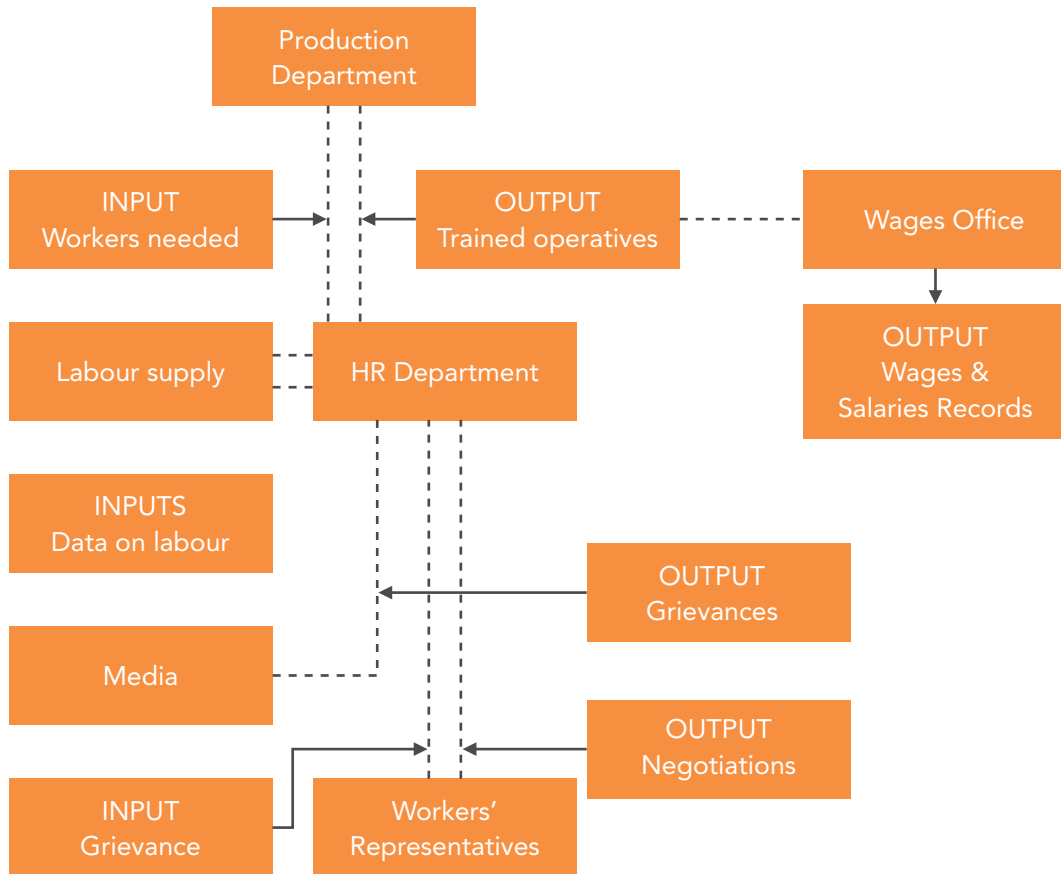 Production
Department
INPUT
Workers needed
OUTPUT
Trained operatives
Wages Office
Labour supply
HR Department
OUTPUT
Wages &
Salaries Records
INPUTS
Data on labour
OUTPUT
Grievances
Media
OUTPUT
Negotiations
INPUT
Grievance
Workers’
Representatives